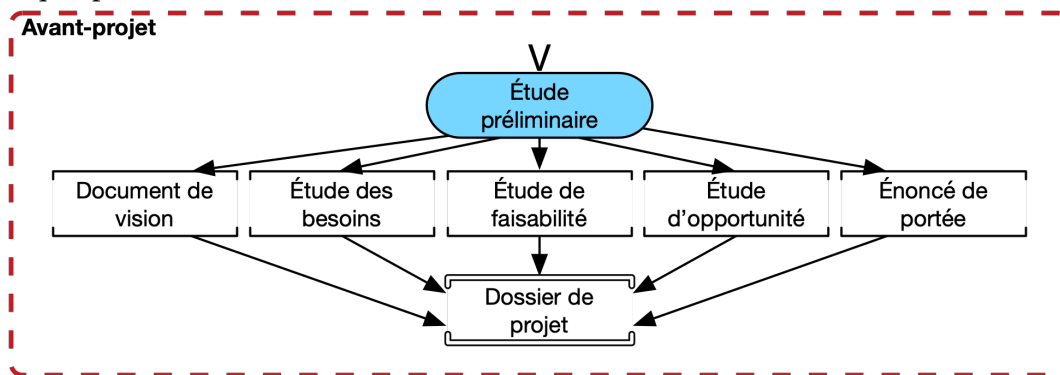 Avant-projet
V
Étude
préliminaire
Document de
vision
Étude des
besoins
Étude de
faisabilité
Étude
d'opportunité
Énoncé de
portée
Dossier de
projet